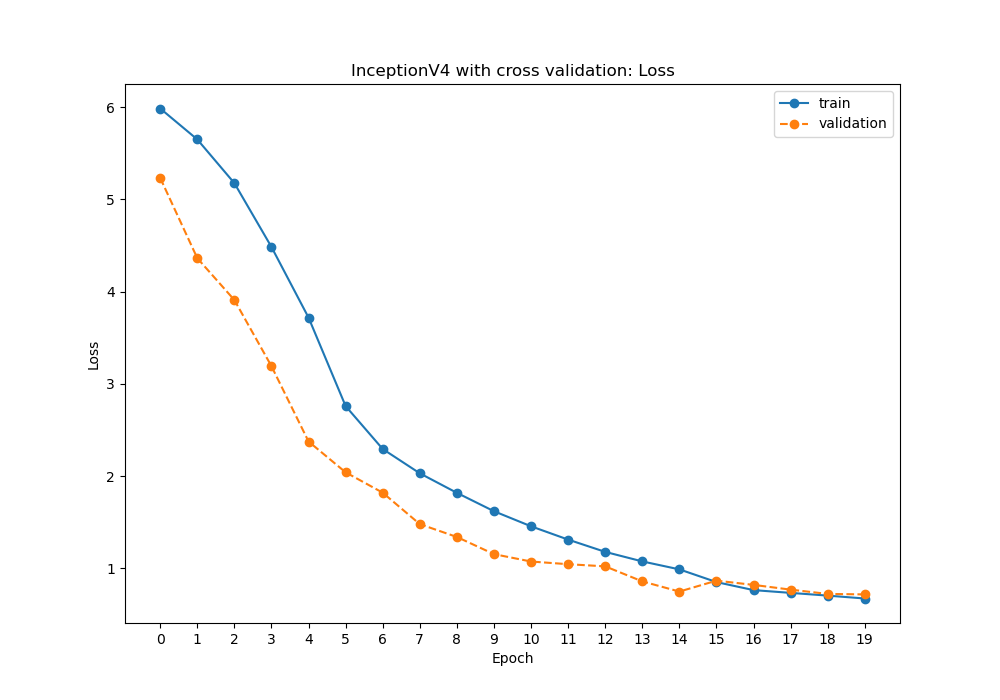 InceptionV4 with cross validation: Loss
train
validation
6
5
4
3
2
1
Loss
0 1 2 3 4 5 6 7 8 9 10 11 12 13 14 15 16 17 18 19
Epoch